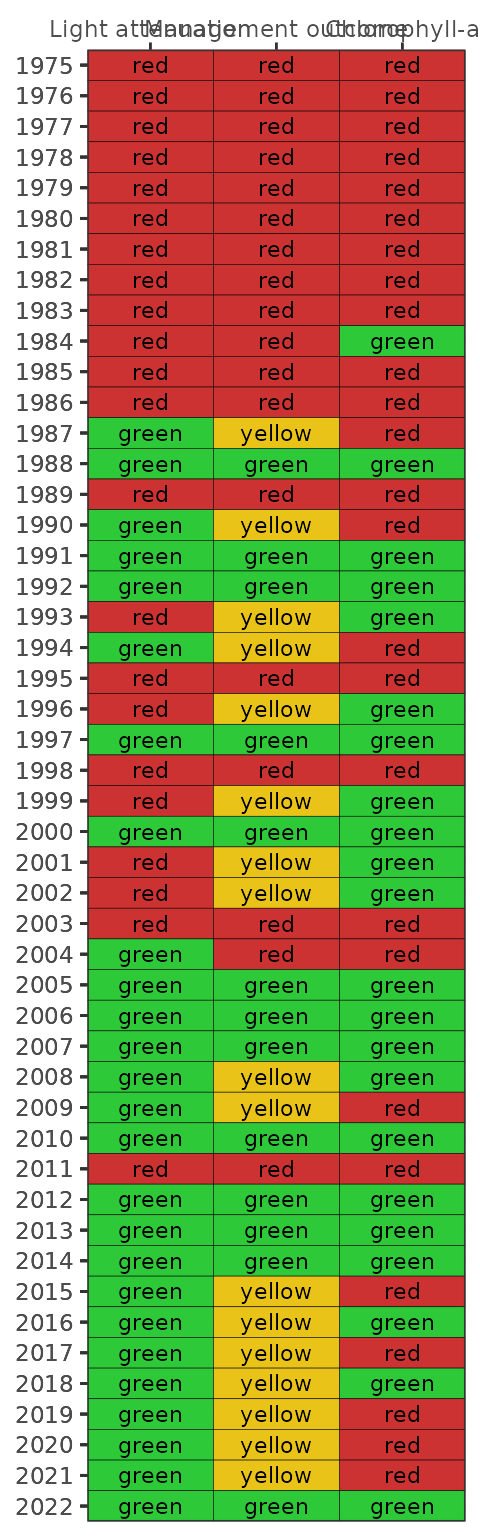 Light attenuation Management outcome Chlorophyll-a
1975 red red red
1976 red red red
1977 red red red
1978 red red red
1979 red red red
1980 red red red
1981 red red red
1982 red red red
1983 red red red
1984 red red green
1985 red red red
1986 red red red
1987 green yellow red
1988 green green green
1989 red red red
1990 green yellow red
1991 green green green
1992 green green green
1993 red yellow green
1994 green yellow red
1995 red red red
1996 red yellow green
1997 green green green
1998 red red red
1999 red yellow green
2000 green green green
2001 red yellow green
2002 red yellow green
2003 red red red
2004 green red red
2005 green green green
2006 green green green
2007 green green green
2008 green yellow green
2009 green yellow red
2010 green green green
2011 red red red
2012 green green green
2013 green green green
2014 green green green
2015 green yellow red
2016 green yellow green
2017 green yellow red
2018 green yellow green
2019 green yellow red
2020 green yellow red
2021 green yellow red
2022 green green green